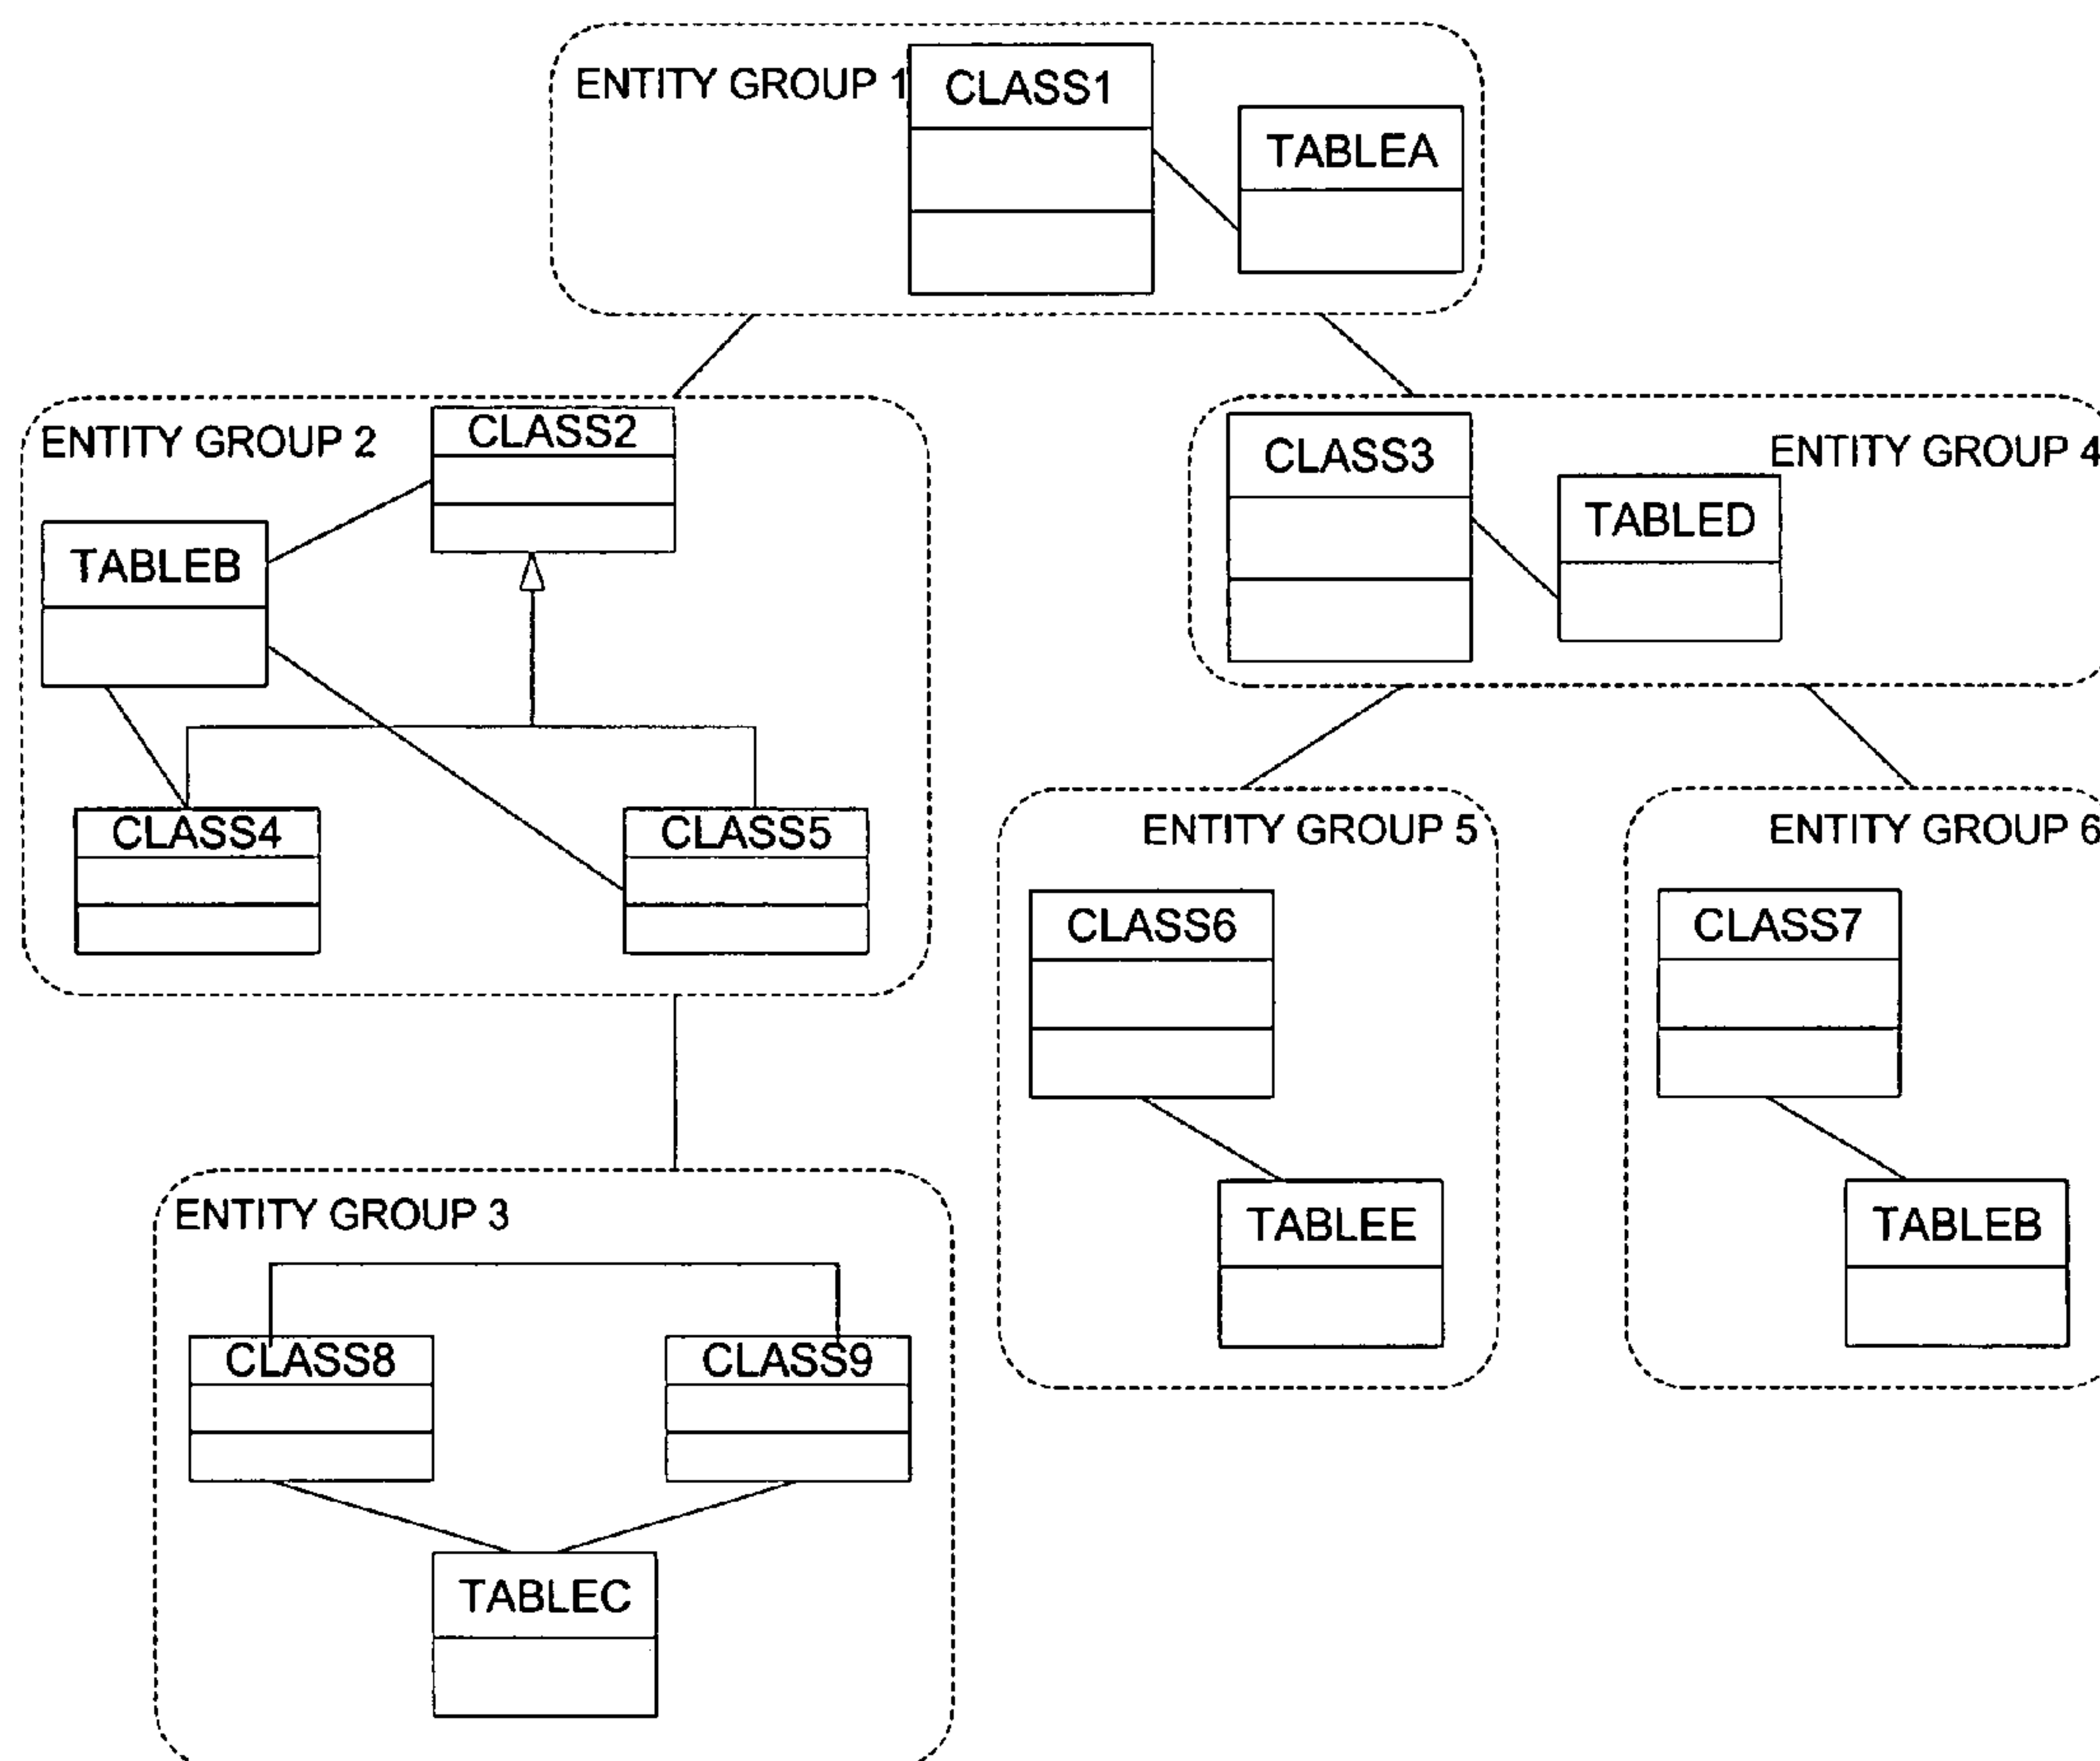 ENTITY GROUP 1
CLASS1
TABLEA
ENTITY GROUP 2
CLASS2
TABLEB
CLASS4
CLASS5
CLASS3
ENTITY GROUP 4
TABLED
ENTITY GROUP 5
CLASS6
TABLEE
ENTITY GROUP 6
CLASS7
TABLEB
ENTITY GROUP 3
CLASS8
CLASS9
TABLEC